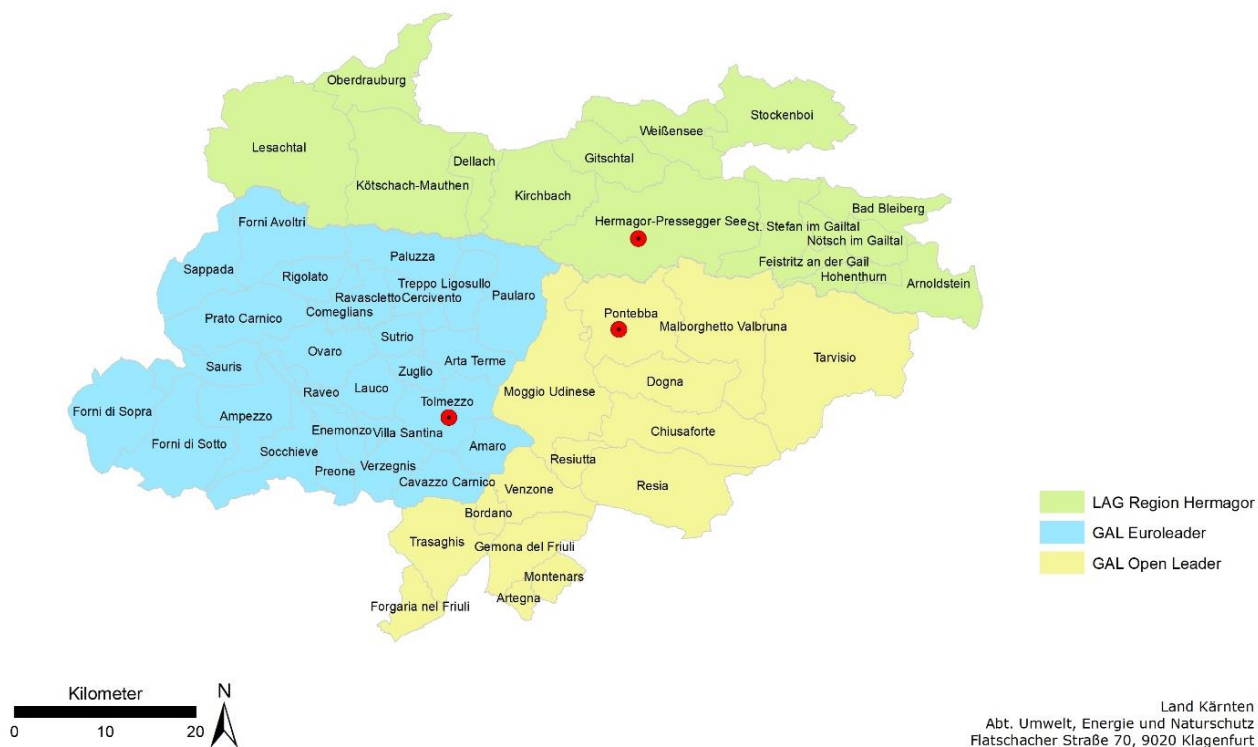 Oberdrauburg
Stockenboi
Weißensee
Lesachtal
Dellach
Gitschtal
Kötschach-Mauthen
Kirchbach
Bad Bleiberg
Hermagor-Pressegger See
St. Stefan im Gailtal
Forni Avoltri
Nötsch im Gailtal
Paluzza
Feistritz an der Gail
Sappada
Rigolato
Hohenthurn
Treppo Ligosullo
Arnoldstein
Ravascletto
Cercivento
Paularo
Comeglians
Prato Carnico
Pontebba
Malborghetto Valbruna
Sutrio
Ovaro
Tarvisio
Arta Terme
Sauris
Zuglio
Dogna
Lauco
Raveo
Moggio Udinese
Tolmezzo
Forni di Sopra
Ampezzo
Chiusaforte
Enemonzo
Villa Santina
Forni di Sotto
Amaro
Socchieve
Resiutta
Verzegnis
Preone
Cavazzo Carnico
Resia
Venzone
Bordano
Trasaghis
Gemona del Friuli
Montenars
Artegna
Forgaria nel Friuli
LAG Region Hermagor
GAL Euroleader
GAL Open Leader
Kilometer
N
0 10 20
Land Kärnten
Abt. Umwelt, Energie und Naturschutz
Flatschacher Straße 70, 9020 Klagenfurt